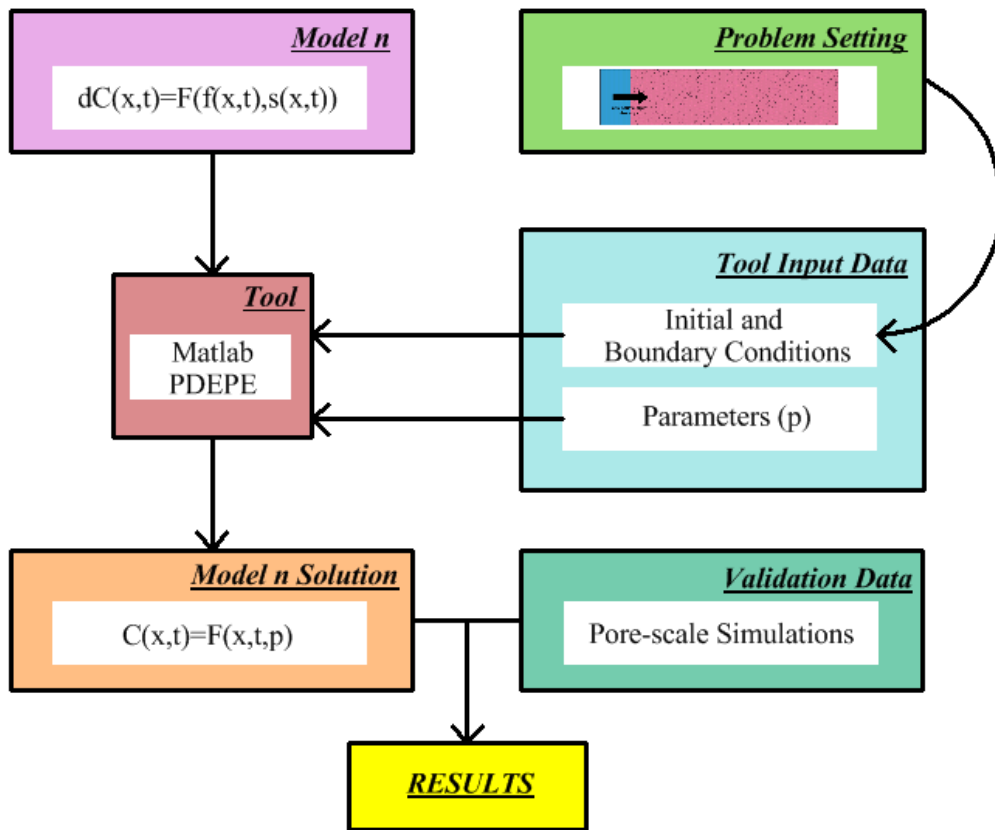 Model n
dC(x,t)=F(f(x,t),s(x,t))
Problem Setting
Tool
Matlab
PDEPE
Tool Input Data
Initial and
Boundary Conditions
Parameters (p)
Model n Solution
C(x,t)=F(x,t,p)
Validation Data
Pore-scale Simulations
RESULTS